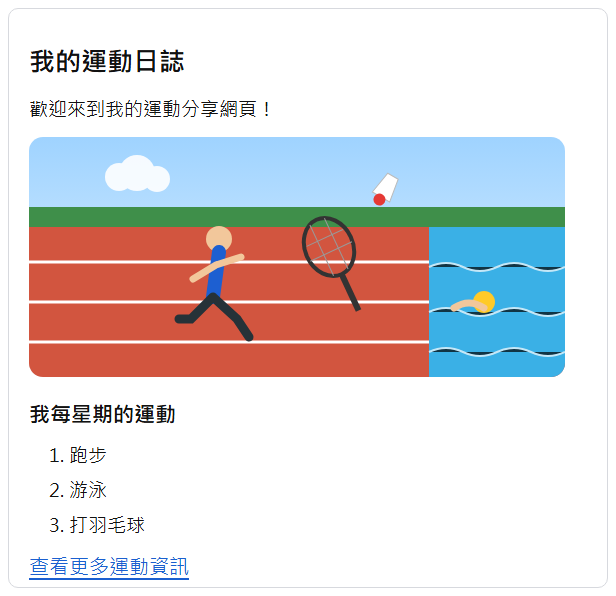 我的運動日誌
歡迎來到我的運動分享網頁！
我每星期的運動
1. 跑步
2. 游泳
3. 打羽毛球
查看更多運動資訊